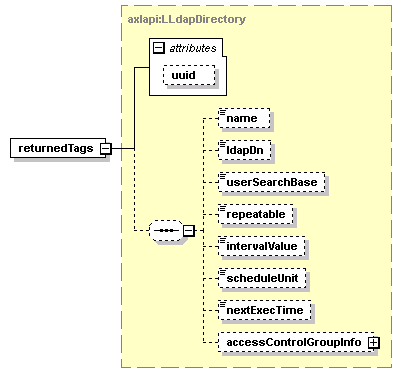 axlapi:LLdapDirectory
attributes
uuid
returnedTags
name
ldapDn
userSearchBase
repeatable
intervalValue
scheduleUnit
nextExecTime
accessControlGroupInfo